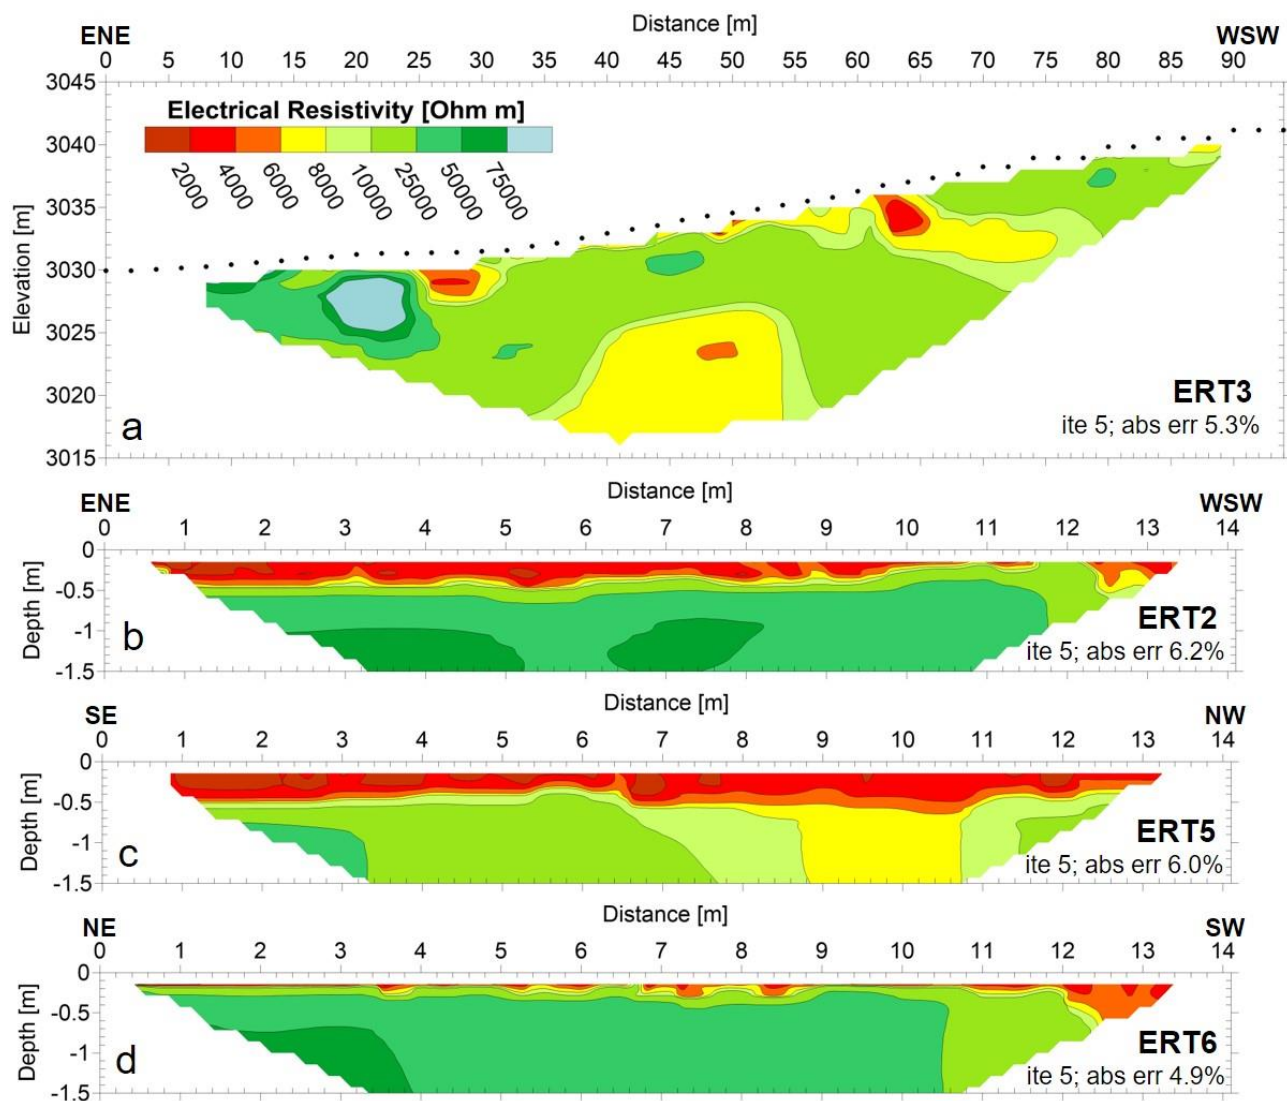 Distance [m]
ENE WSW
0 5 10 15 20 25 30 35 40 45 50 55 60 65 70 75 80 85 90
3045
Electrical Resistivity [Ohm m]
2000 4000 6000 8000 10000 25000 50000 75000
3040
3035
3030
3025
3020
3015
Elevation [m]
a
ERT3
ite 5; abs err 5.3%
ENE Distance [m] WSW
0 1 2 3 4 5 6 7 8 9 10 11 12 13 14
0
-0.5
-1
-1.5
Depth [m]
b
ERT2
ite 5; abs err 6.2%
SE Distance [m] NW
0 1 2 3 4 5 6 7 8 9 10 11 12 13 14
0
-0.5
-1
-1.5
Depth [m]
c
ERT5
ite 5; abs err 6.0%
NE Distance [m] SW
0 1 2 3 4 5 6 7 8 9 10 11 12 13 14
0
-0.5
-1
-1.5
Depth [m]
d
ERT6
ite 5; abs err 4.9%